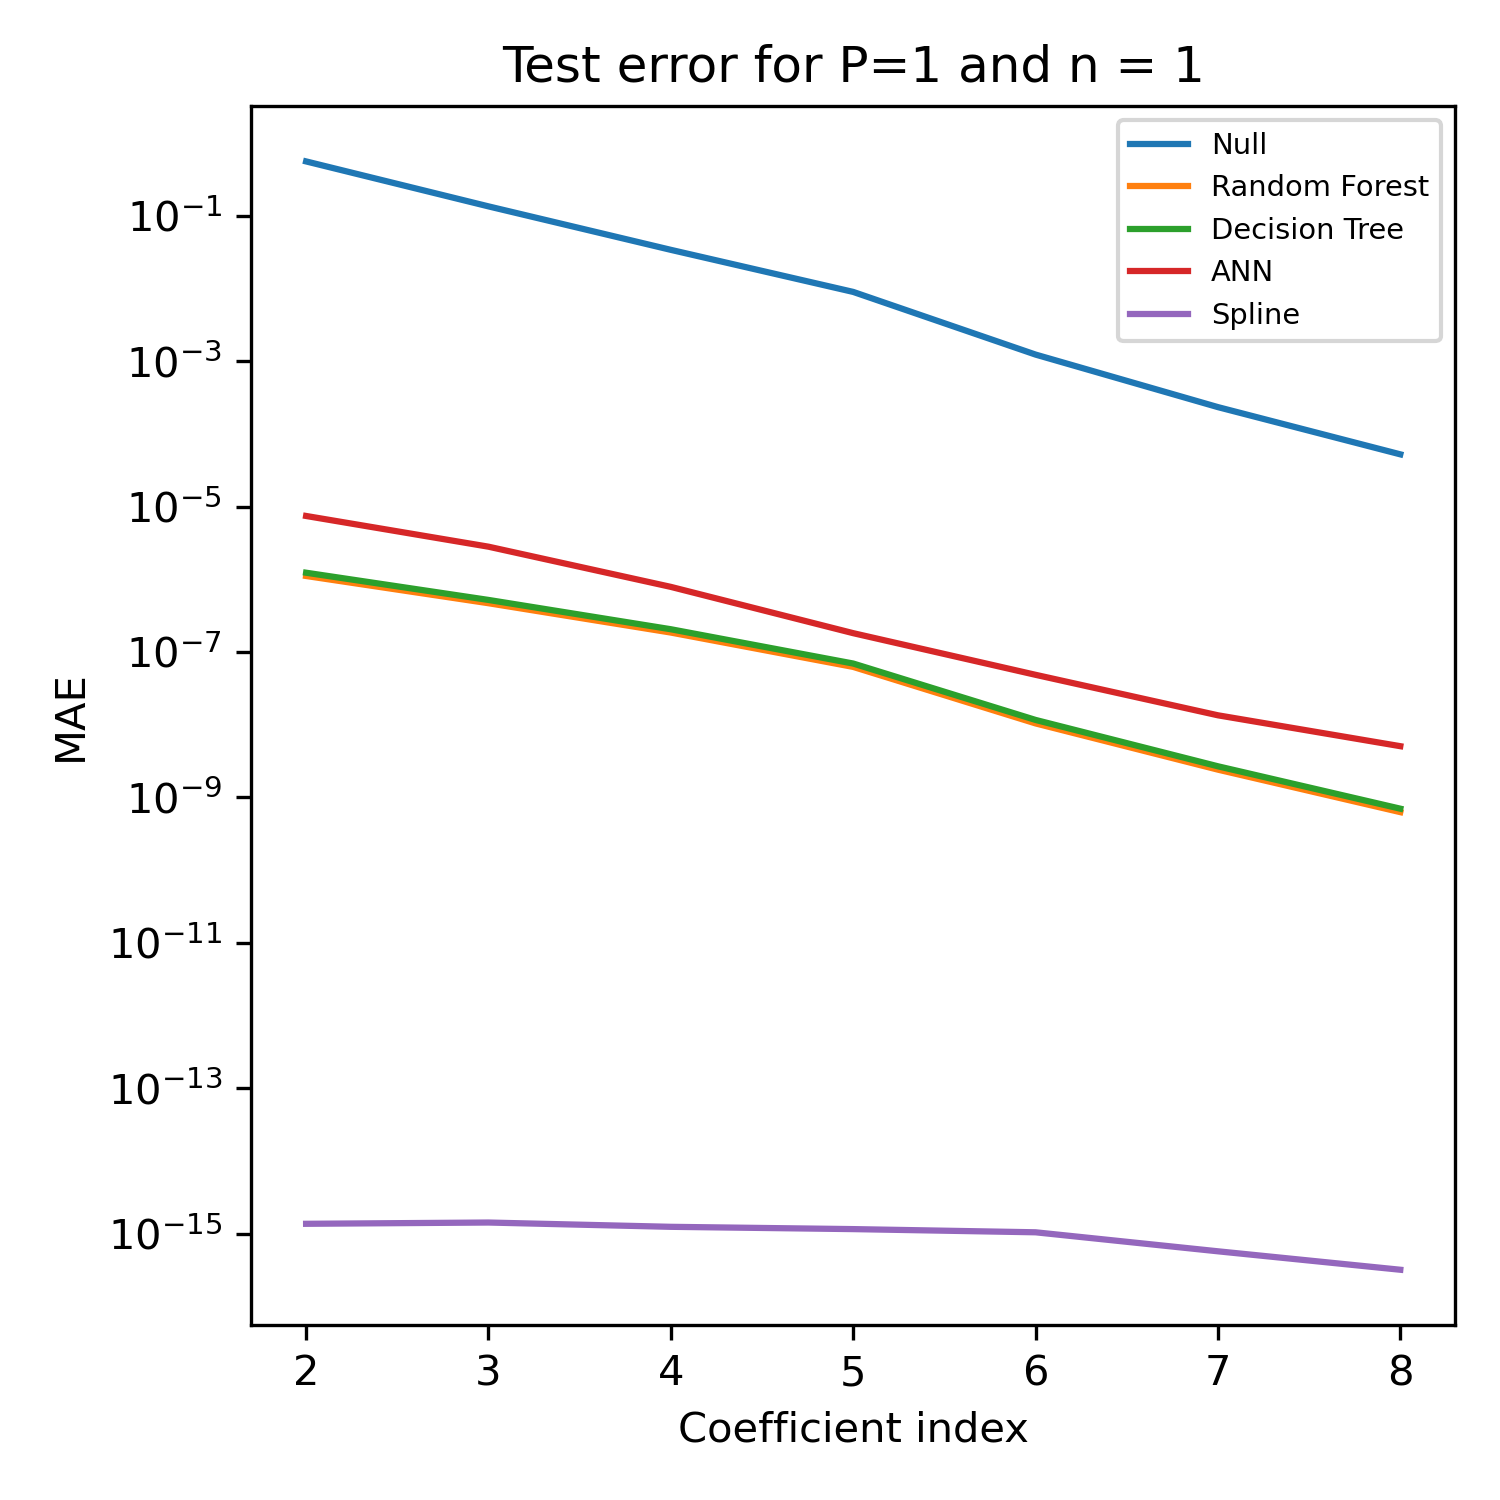 Test error for P=1 and n = 1
Null
Random Forest
Decision Tree
ANN
Spline
10⁻¹
10⁻³
10⁻⁵
10⁻⁷
10⁻⁹
10⁻¹¹
10⁻¹³
10⁻¹⁵
MAE
2 3 4 5 6 7 8
Coefficient index